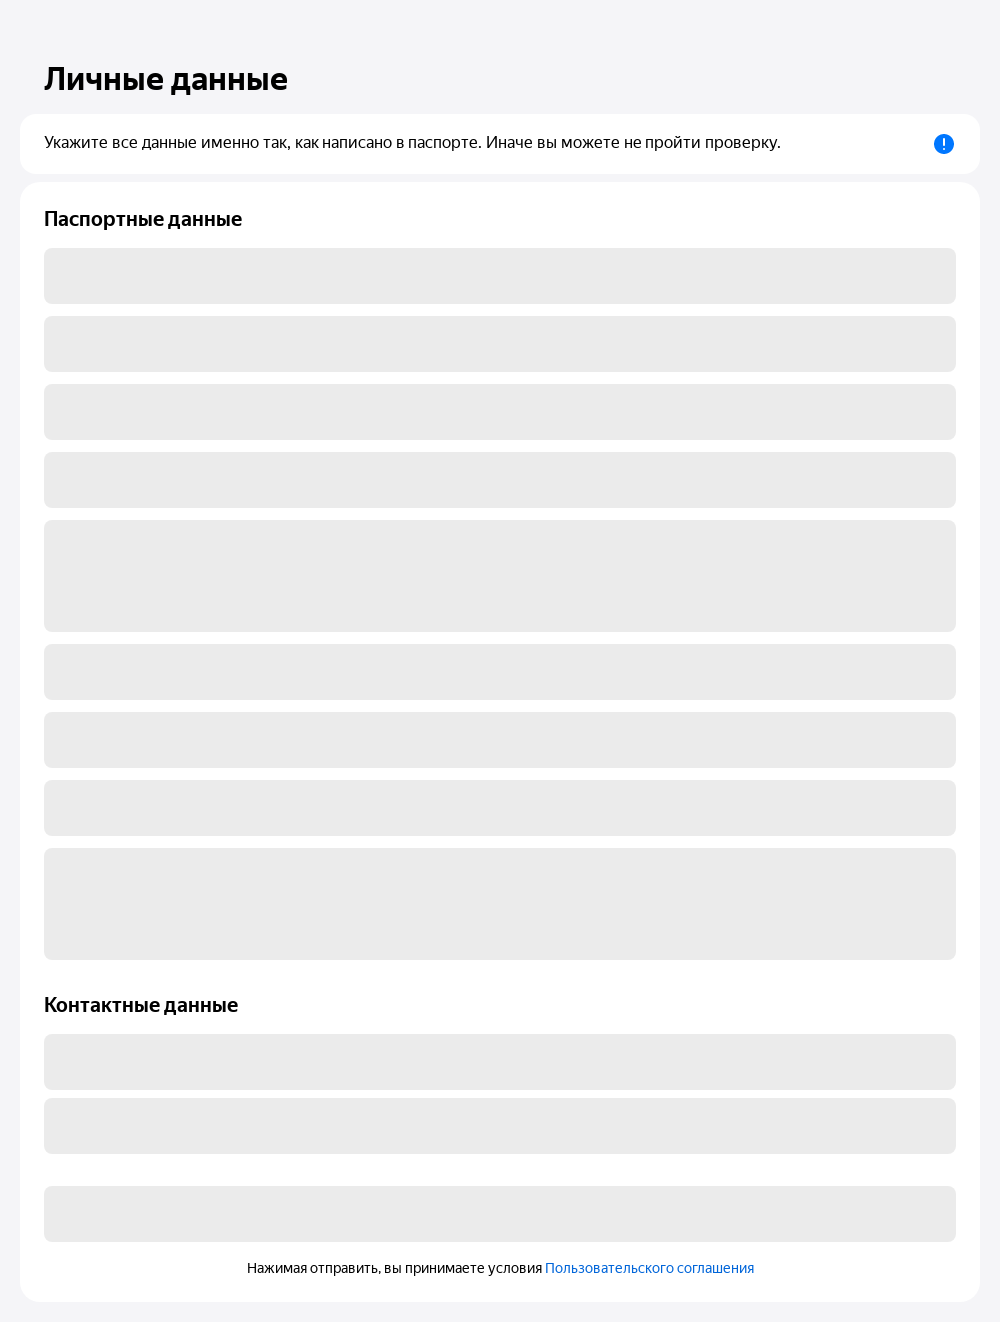 Личные данные
Укажите все данные именно так, как написано в паспорте. Иначе вы можете не пройти проверку.
Паспортные данные
Контактные данные
Нажимая отправить, вы принимаете условия Пользовательского соглашения